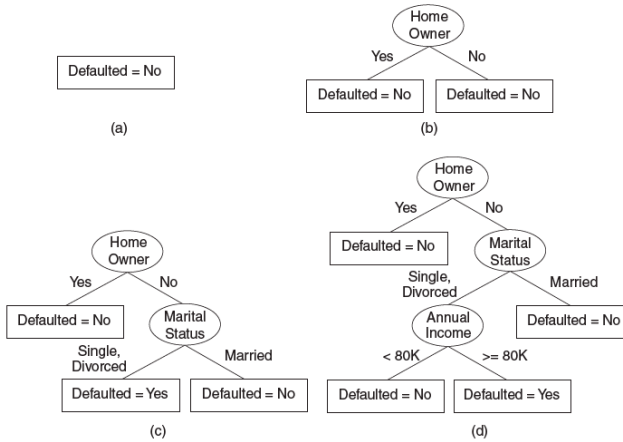 Defaulted = No
(a)
Home
Owner
Yes
No
Defaulted = No
Defaulted = No
(b)
Home
Owner
Yes
No
Defaulted = No
Marital
Status
Single,
Divorced
Married
Defaulted = Yes
Defaulted = No
(c)
Home
Owner
Yes
No
Defaulted = No
Marital
Status
Single,
Divorced
Married
Annual
Income
Defaulted = No
< 80K
>= 80K
Defaulted = No
Defaulted = Yes
(d)